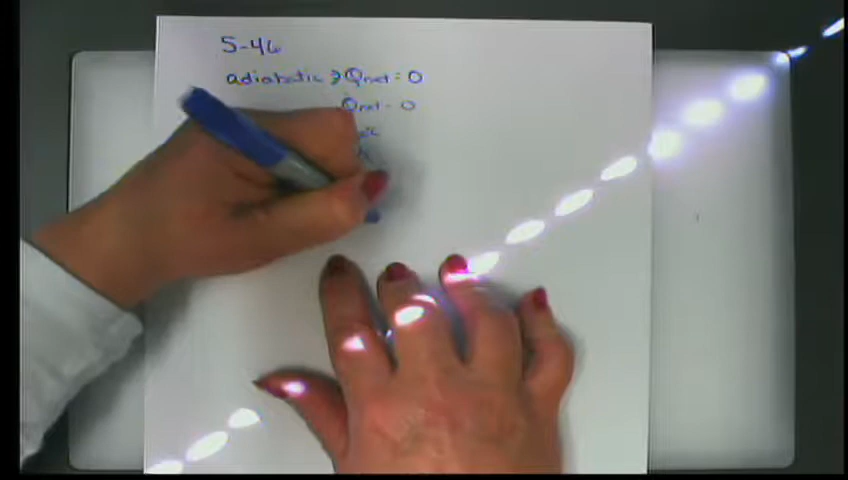 5-46
adiabatic → Qnet = 0
Qnet = 0